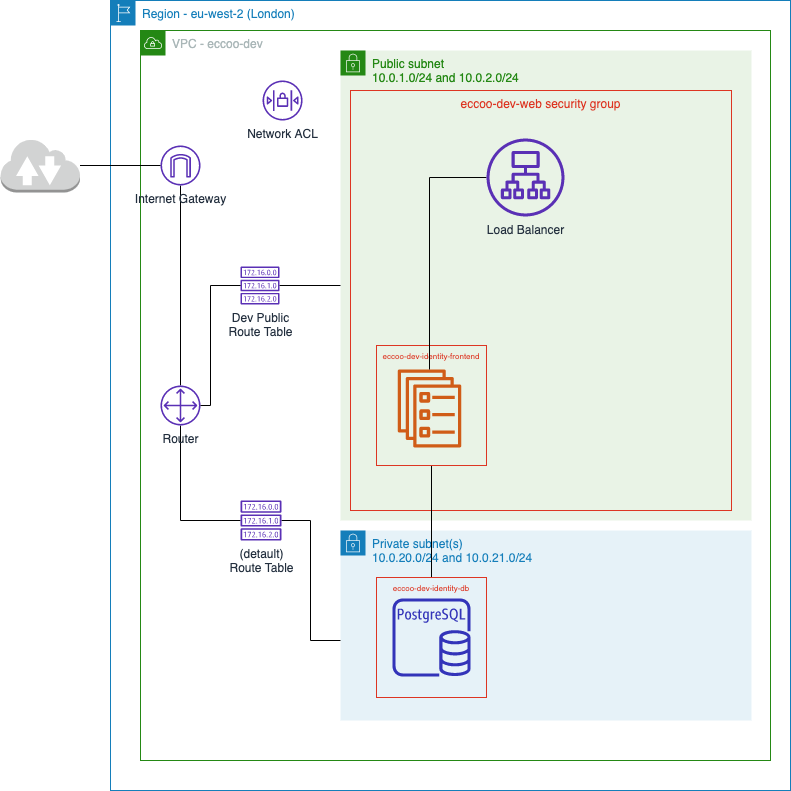 Region - eu-west-2 (London)
VPC - eccoo-dev
Public subnet
10.0.1.0/24 and 10.0.2.0/24
eccoo-dev-web security group
Network ACL
Internet Gateway
Load Balancer
172.16.0.0
172.16.1.0
172.16.2.0
Dev Public
Route Table
eccoo-dev-identity-frontend
Router
172.16.0.0
172.16.1.0
172.16.2.0
(detault)
Route Table
Private subnet(s)
10.0.20.0/24 and 10.0.21.0/24
eccoo-dev-identity-db
PostgreSQL